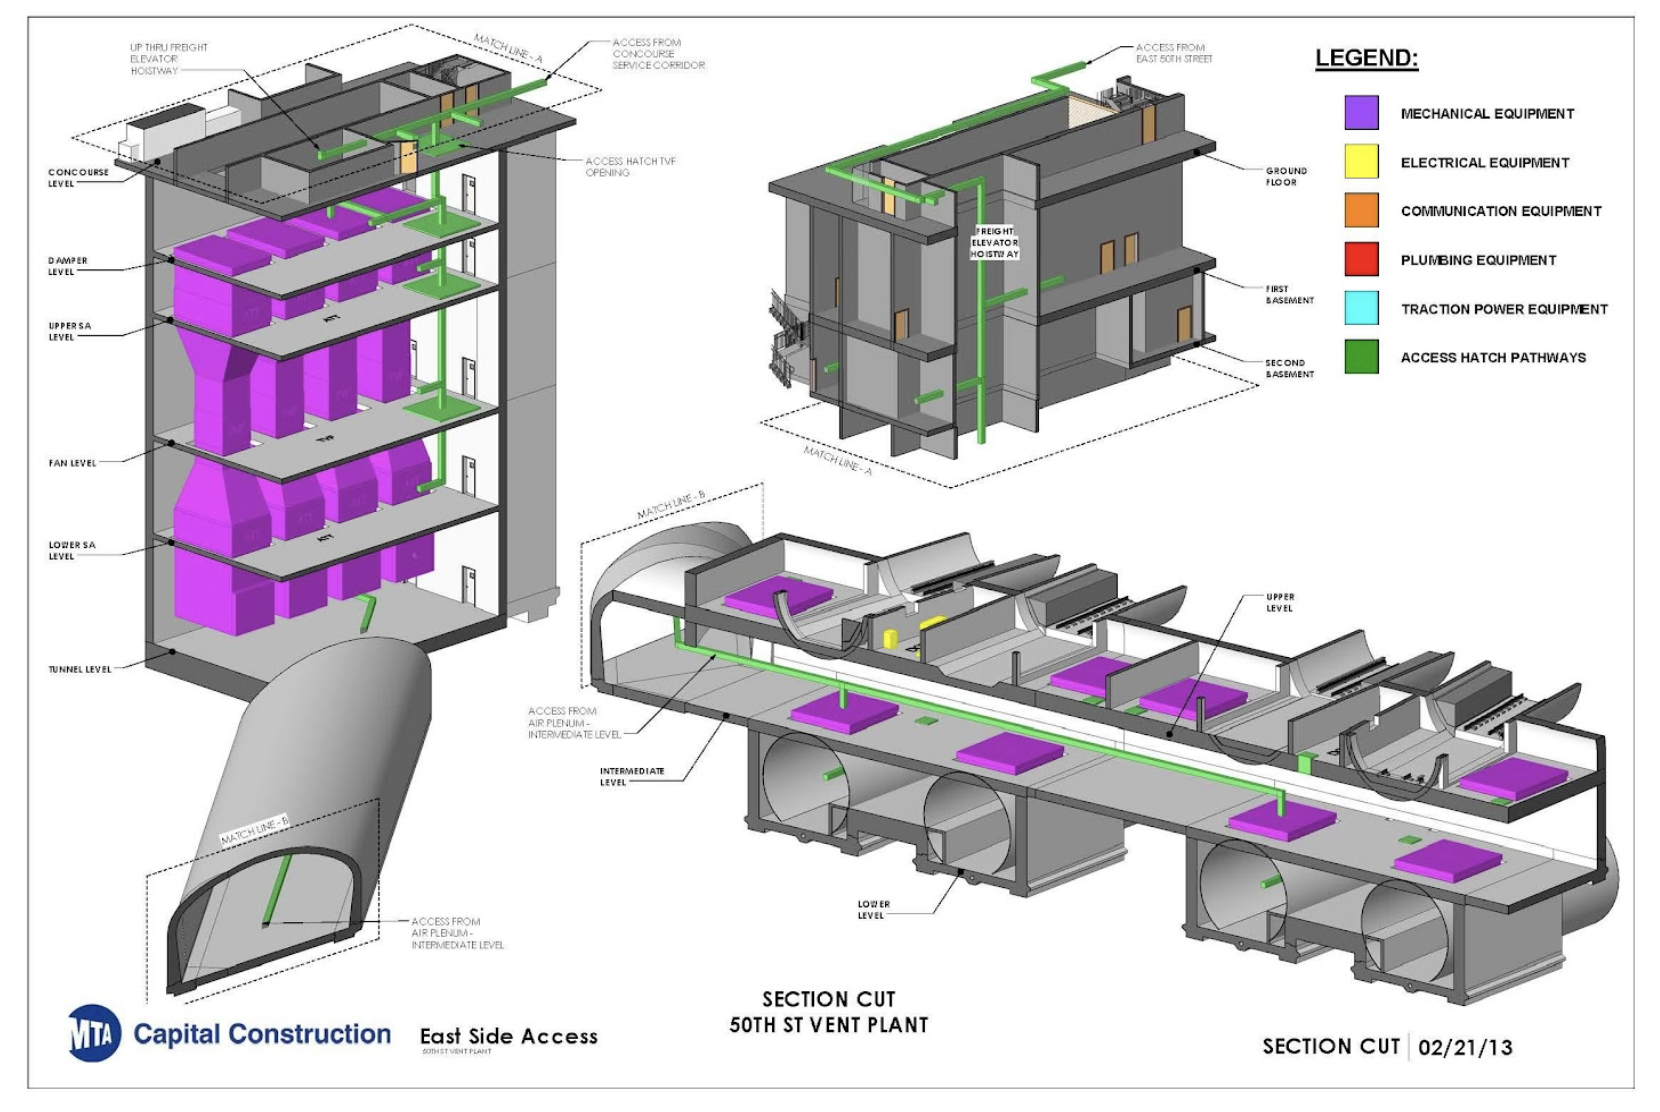 UP THRU FREIGHT
ELEVATOR
HOISTWAY
MATCH LINE - A
ACCESS FROM
CONCOURSE
SERVICE CORRIDOR
CONCOURSE
LEVEL
ACCESS HATCH TVF
OPENING
DAMPER
LEVEL
UPPER SA
LEVEL
ATT
FAN LEVEL
TVF
LOWER SA
LEVEL
ATT
TUNNEL LEVEL
MATCH LINE - B
ACCESS FROM
AIR PLENUM -
INTERMEDIATE LEVEL
ACCESS FROM
EAST 50TH STREET
GROUND
FLOOR
FREIGHT
ELEVATOR
HOISTWAY
FIRST
BASEMENT
SECOND
BASEMENT
MATCH LINE - A
LEGEND:
MECHANICAL EQUIPMENT
ELECTRICAL EQUIPMENT
COMMUNICATION EQUIPMENT
PLUMBING EQUIPMENT
TRACTION POWER EQUIPMENT
ACCESS HATCH PATHWAYS
MATCH LINE - B
UPPER
LEVEL
ACCESS FROM
AIR PLENUM -
INTERMEDIATE LEVEL
INTERMEDIATE
LEVEL
LOWER
LEVEL
MTA Capital Construction
East Side Access
50TH ST VENT PLANT
SECTION CUT
50TH ST VENT PLANT
SECTION CUT 02/21/13